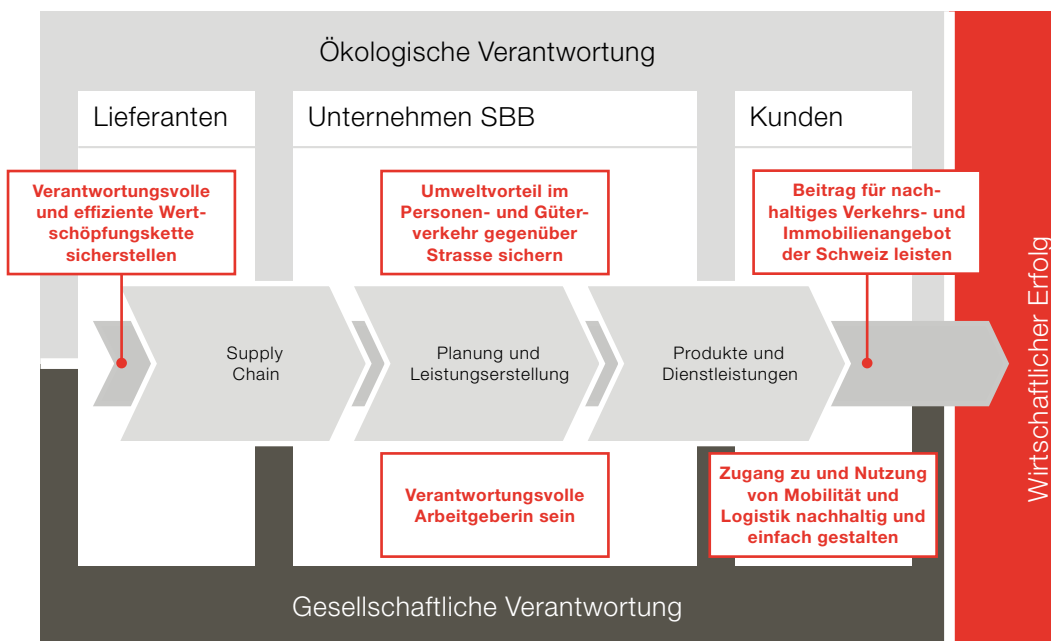 Ökologische Verantwortung
Lieferanten
Unternehmen SBB
Kunden
Verantwortungsvolle
und effiziente Wert-
schöpfungskette
sicherstellen
Umweltvorteil im
Personen- und Güter-
verkehr gegenüber
Strasse sichern
Beitrag für nach-
haltiges Verkehrs- und
Immobilienangebot
der Schweiz leisten
Supply
Chain
Planung und
Leistungserstellung
Produkte und
Dienstleistungen
Verantwortungsvolle
Arbeitgeberin sein
Zugang zu und Nutzung
von Mobilität und
Logistik nachhaltig und
einfach gestalten
Gesellschaftliche Verantwortung
Wirtschaftlicher Erfolg